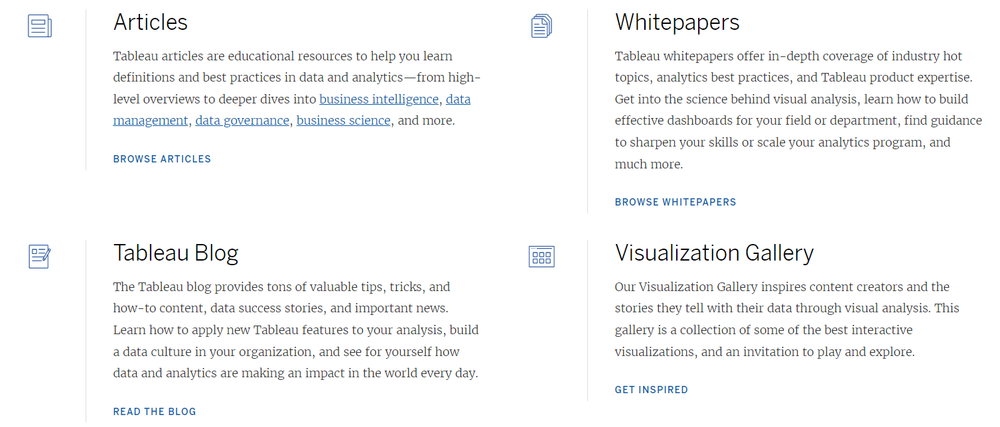 Articles
Tableau articles are educational resources to help you learn
definitions and best practices in data and analytics—from high-
level overviews to deeper dives into business intelligence, data
management, data governance, business science, and more.
BROWSE ARTICLES
Whitepapers
Tableau whitepapers offer in-depth coverage of industry hot
topics, analytics best practices, and Tableau product expertise.
Get into the science behind visual analysis, learn how to build
effective dashboards for your field or department, find guidance
to sharpen your skills or scale your analytics program, and
much more.
BROWSE WHITEPAPERS
Tableau Blog
The Tableau blog provides tons of valuable tips, tricks, and
how-to content, data success stories, and important news.
Learn how to apply new Tableau features to your analysis, build
a data culture in your organization, and see for yourself how
data and analytics are making an impact in the world every day.
READ THE BLOG
Visualization Gallery
Our Visualization Gallery inspires content creators and the
stories they tell with their data through visual analysis. This
gallery is a collection of some of the best interactive
visualizations, and an invitation to play and explore.
GET INSPIRED